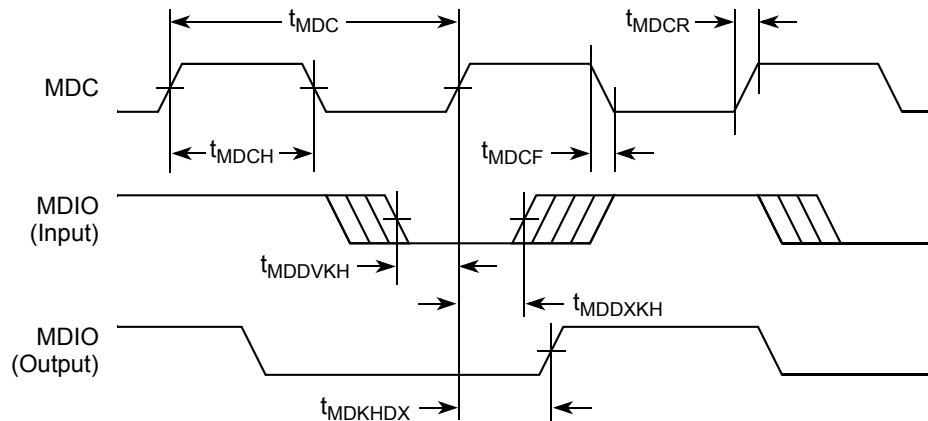 tMDC
tMDCR
MDC
tMDCH
tMDCF
MDIO
(Input)
tMDDVKH
tMDDXKH
MDIO
(Output)
tMDKHDX